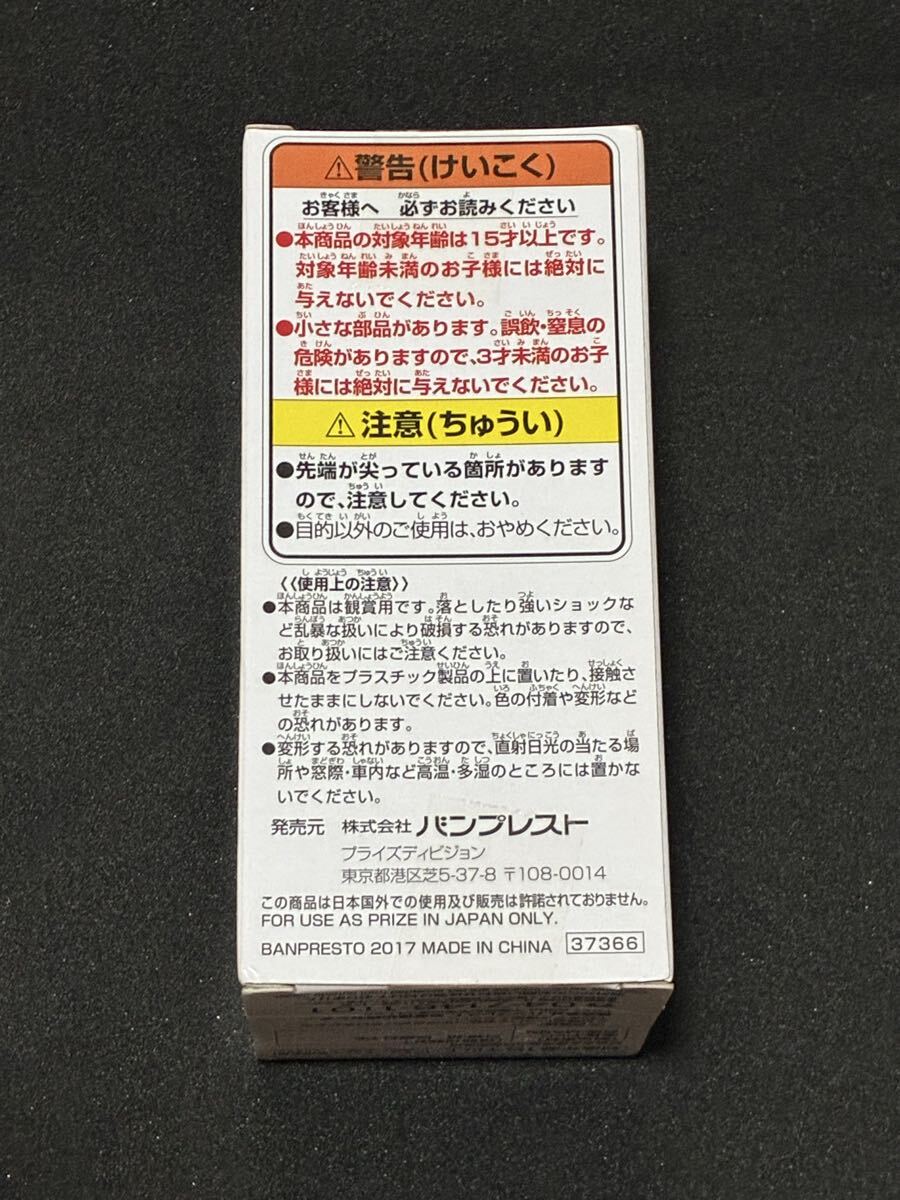 ⚠警告(けいこく)
お客様へ 必ずお読みください
●本商品の対象年齢は15才以上です。
対象年齢未満のお子様には絶対に
与えないでください。
●小さな部品があります。誤飲・窒息の
危険がありますので、3才未満のお子
様には絶対に与えないでください。
⚠注意(ちゅうい)
●先端が尖っている箇所があります
ので、注意してください。
●目的以外のご使用は、おやめください。
〈〈使用上の注意〉〉
●本商品は観賞用です。落としたり強いショックな
ど乱暴な扱いにより破損する恐れがありますので、
お取り扱いにはご注意ください。
●本商品をプラスチック製品の上に置いたり、接触さ
せたままにしないでください。色の付着や変形など
の恐れがあります。
●変形する恐れがありますので、直射日光の当たる場
所や窓際・車内など高温・多湿のところには置かな
いでください。
発売元 株式会社 バンプレスト
プライズディビジョン
東京都港区芝5-37-8 〒108-0014
この商品は日本国外での使用及び販売は許諾されておりません。
FOR USE AS PRIZE IN JAPAN ONLY.
BANPRESTO 2017 MADE IN CHINA 37366